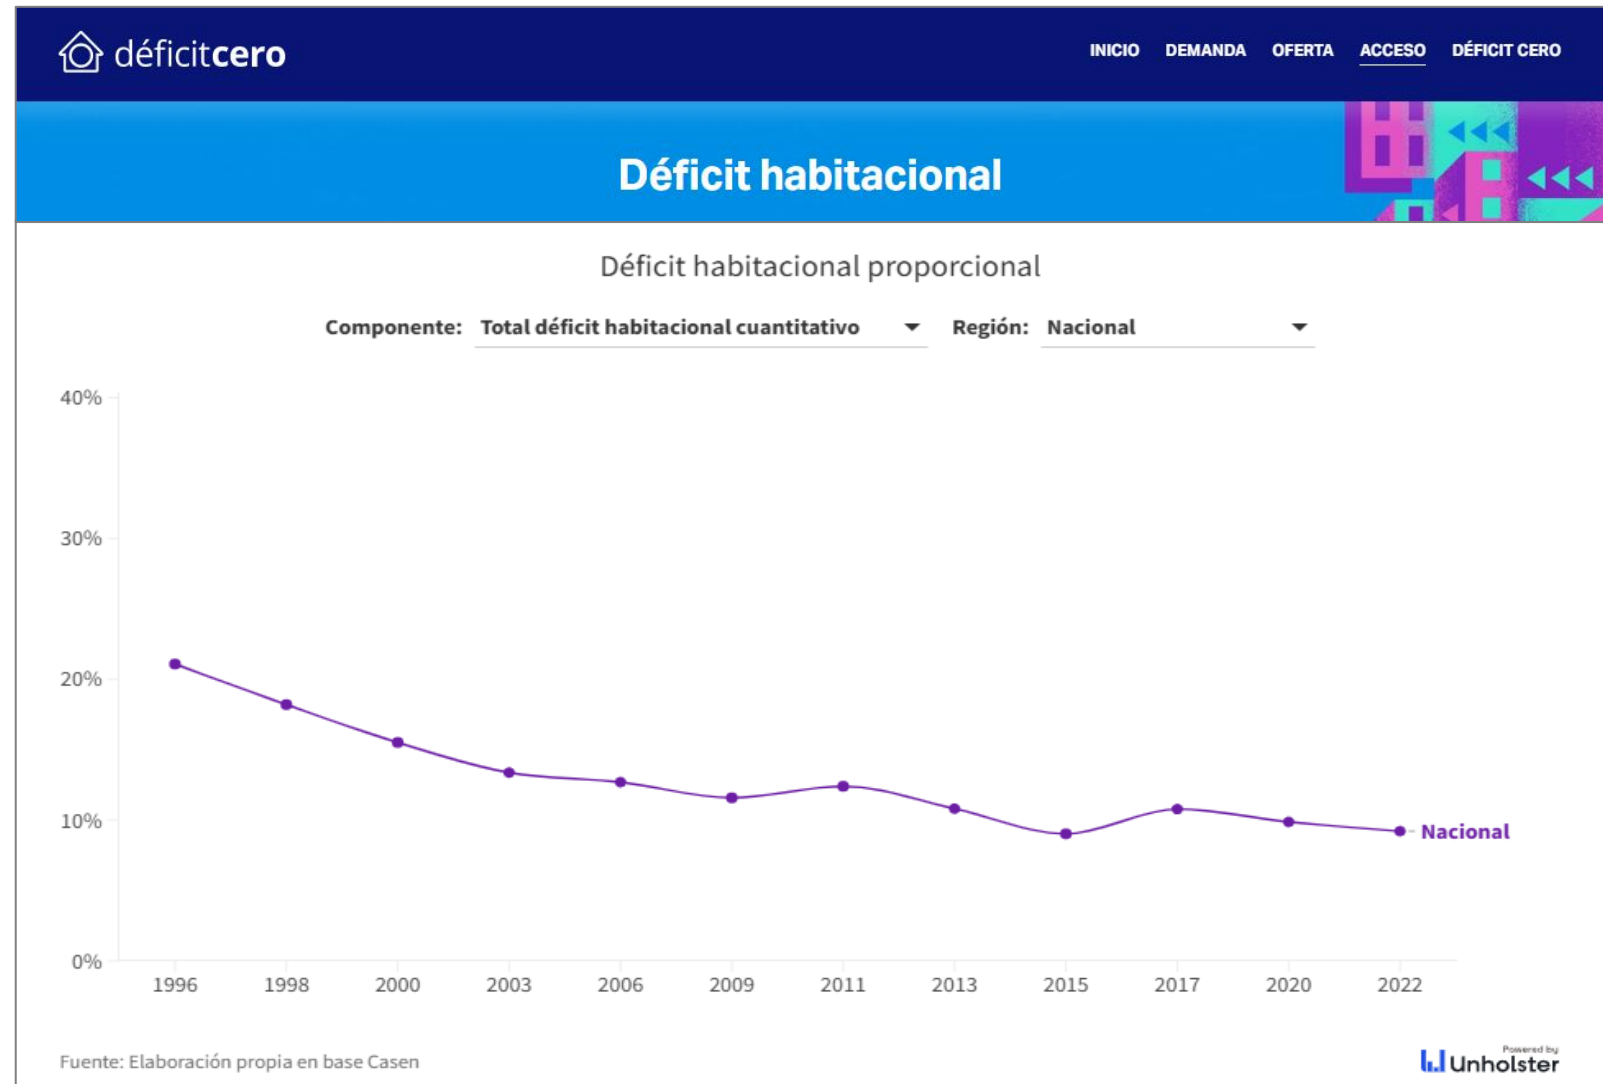 déficitcero
INICIO DEMANDA OFERTA ACCESO DÉFICIT CERO
Déficit habitacional
Déficit habitacional proporcional
Componente: Total déficit habitacional cuantitativo Región: Nacional
40%
30%
20%
10%
0%
Nacional
1996 1998 2000 2003 2006 2009 2011 2013 2015 2017 2020 2022
Fuente: Elaboración propia en base Casen
Powered by
Unholster